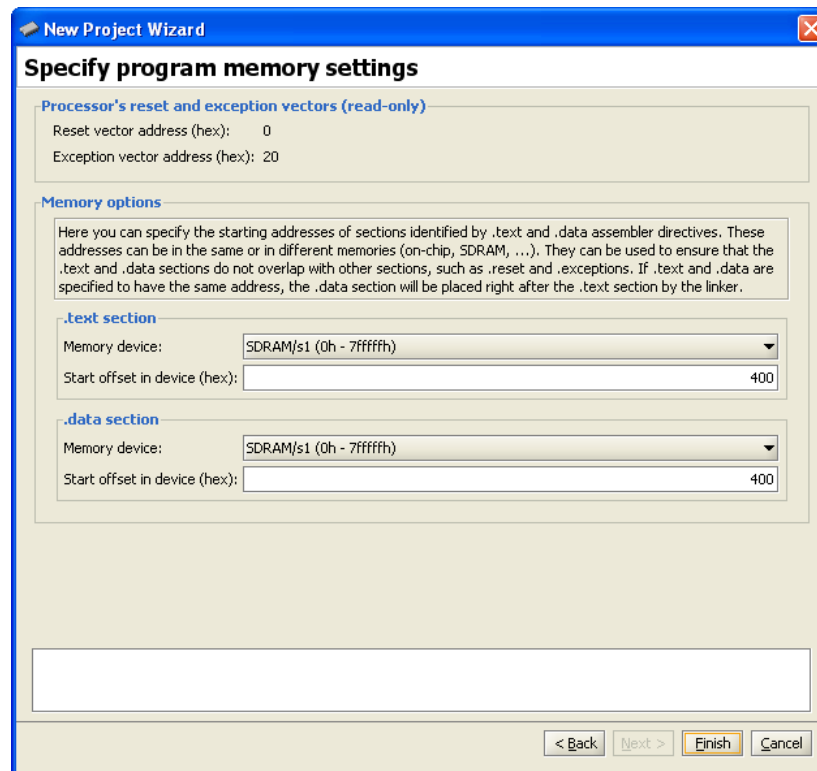 New Project Wizard
Specify program memory settings
Processor's reset and exception vectors (read-only)
Reset vector address (hex): 0
Exception vector address (hex): 20
Memory options
Here you can specify the starting addresses of sections identified by .text and .data assembler directives. These
addresses can be in the same or in different memories (on-chip, SDRAM, ...). They can be used to ensure that the
.text and .data sections do not overlap with other sections, such as .reset and .exceptions. If .text and .data are
specified to have the same address, the .data section will be placed right after the .text section by the linker.
.text section
Memory device: SDRAM/s1 (0h - 7fffffh)
Start offset in device (hex): 400
.data section
Memory device: SDRAM/s1 (0h - 7fffffh)
Start offset in device (hex): 400
< Back Next > Finish Cancel